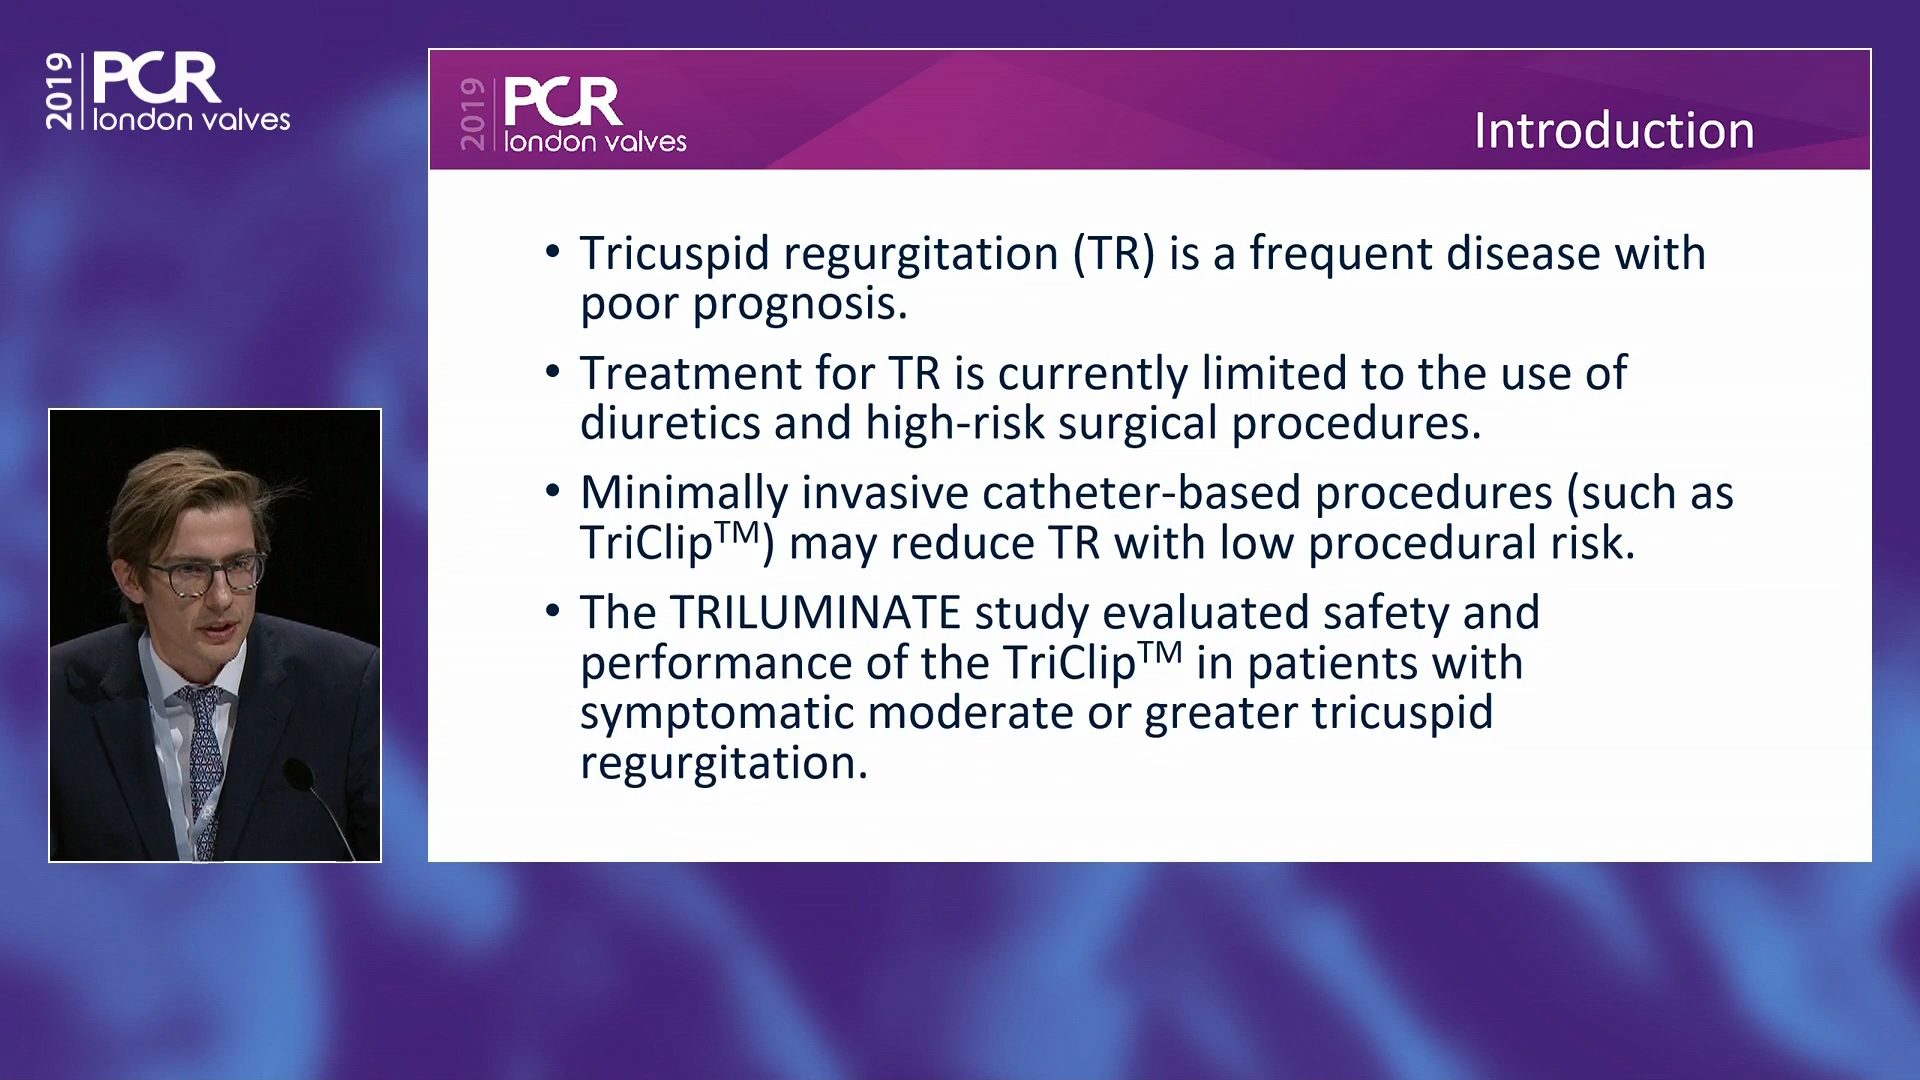 2019
PCR
london valves
2019
PCR
london valves
Introduction
• Tricuspid regurgitation (TR) is a frequent disease with
poor prognosis.
• Treatment for TR is currently limited to the use of
diuretics and high-risk surgical procedures.
• Minimally invasive catheter-based procedures (such as
TriClip™) may reduce TR with low procedural risk.
• The TRILUMINATE study evaluated safety and
performance of the TriClip™ in patients with
symptomatic moderate or greater tricuspid
regurgitation.